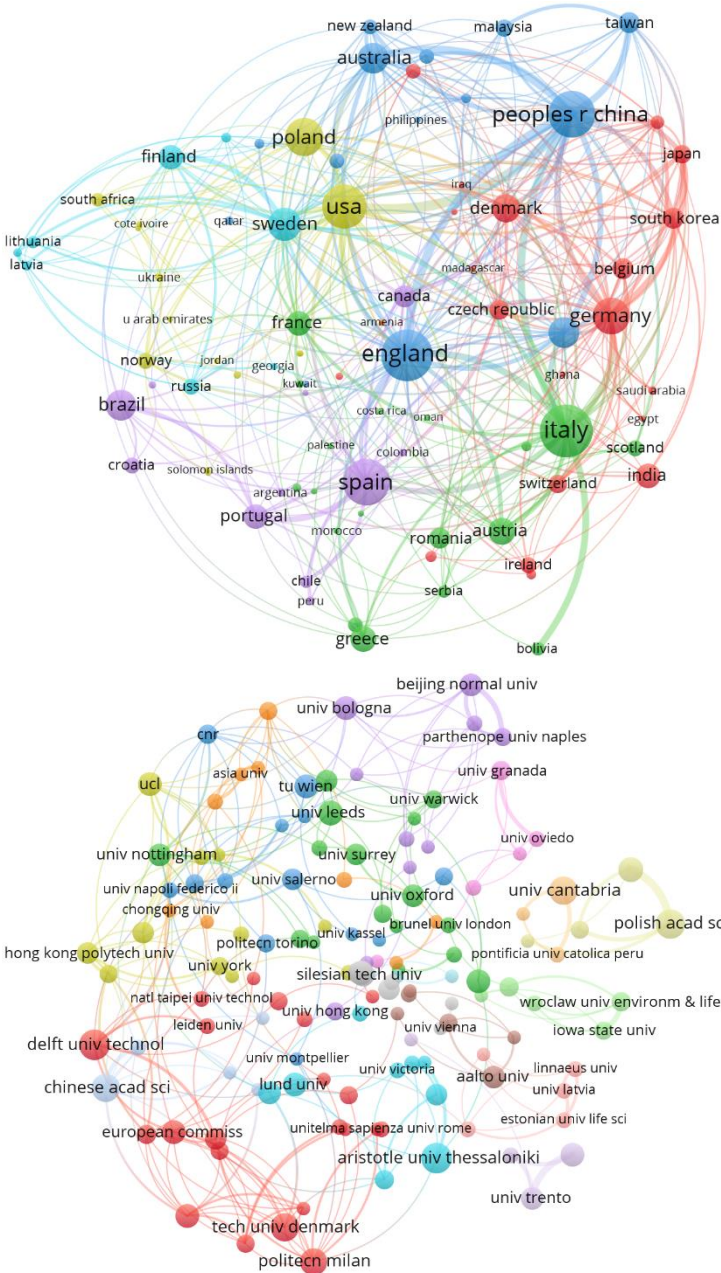 new zealand
malaysia
taiwan
australia
peoples r china
philippines
poland
finland
japan
iraq
south africa
usa
denmark
south korea
cote ivoire
qatar
sweden
lithuania
latvia
madagascar
belgium
ukraine
canada
czech republic
germany
u arab emirates
france
armenia
england
norway
jordan
georgia
ghana
russia
kuwait
saudi arabia
brazil
costa rica
oman
egypt
italy
palestine
scotland
croatia
solomon islands
colombia
spain
switzerland
india
argentina
portugal
morocco
romania
austria
ireland
chile
serbia
peru
greece
bolivia
beijing normal univ
univ bologna
cnr
parthenope univ naples
asia univ
univ granada
ucl
tu wien
univ warwick
univ leeds
univ oviedo
univ nottingham
univ surrey
univ napoli federico ii
univ salerno
univ oxford
univ cantabria
chongqing univ
polish acad sc
univ kassel
brunel univ london
hong kong polytech univ
politecn torino
pontificia univ catolica peru
univ york
silesian tech univ
natl taipei univ technol
wroclaw univ environm & life
univ hong kong
leiden univ
univ vienna
iowa state univ
delft univ technol
univ montpellier
univ victoria
linnaeus univ
chinese acad sci
lund univ
aalto univ
univ latvia
european commiss
unitelma sapienza univ rome
estonian univ life sci
aristotle univ thessaloniki
univ trento
tech univ denmark
politecn milan